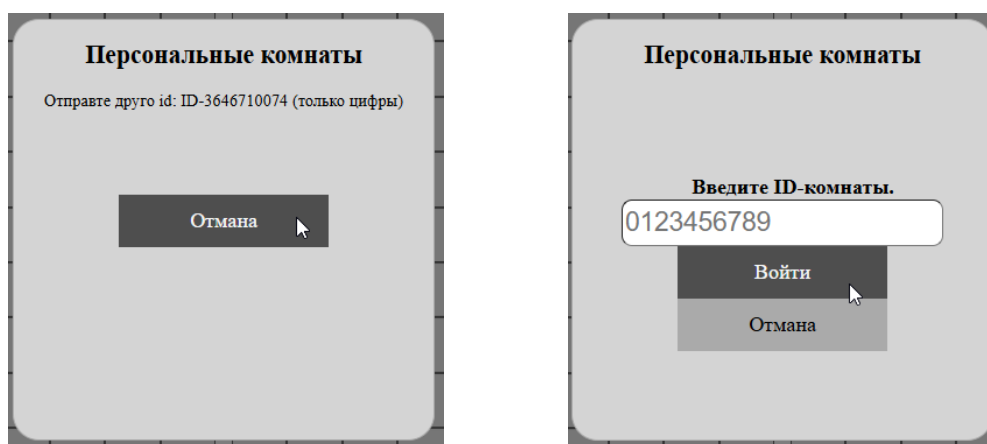 Персональные комнаты
Отправте друго id: ID-3646710074 (только цифры)
Отмана
Персональные комнаты
Введите ID-комнаты.
0123456789
Войти
Отмана